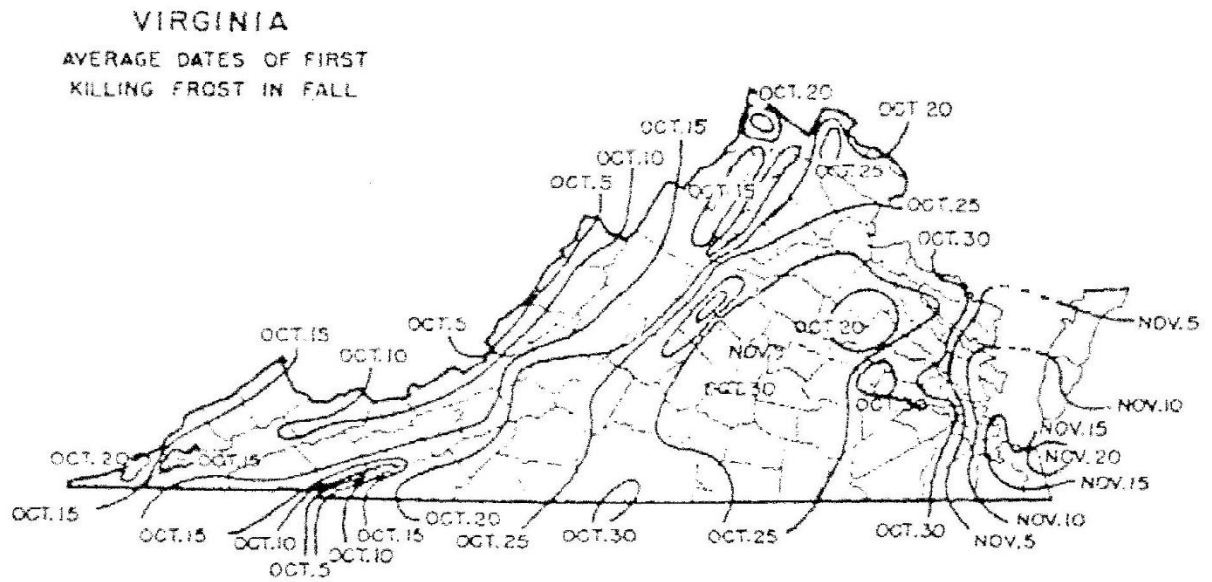 VIRGINIA
AVERAGE DATES OF FIRST
KILLING FROST IN FALL
OCT. 20
OCT. 20
OCT. 15
OCT. 10
OCT. 5
OCT. 15
OCT. 25
OCT. 25
OCT. 30
NOV. 5
OCT. 15
OCT. 10
OCT. 5
OCT. 20
OCT. 30
NOV. 10
NOV. 15
NOV. 20
NOV. 15
OCT. 20
OCT. 15
OCT. 15
OCT. 15
OCT. 10
OCT. 5
OCT. 10
OCT. 15
OCT. 20
OCT. 25
OCT. 30
OCT. 25
OCT. 30
NOV. 5
NOV. 10